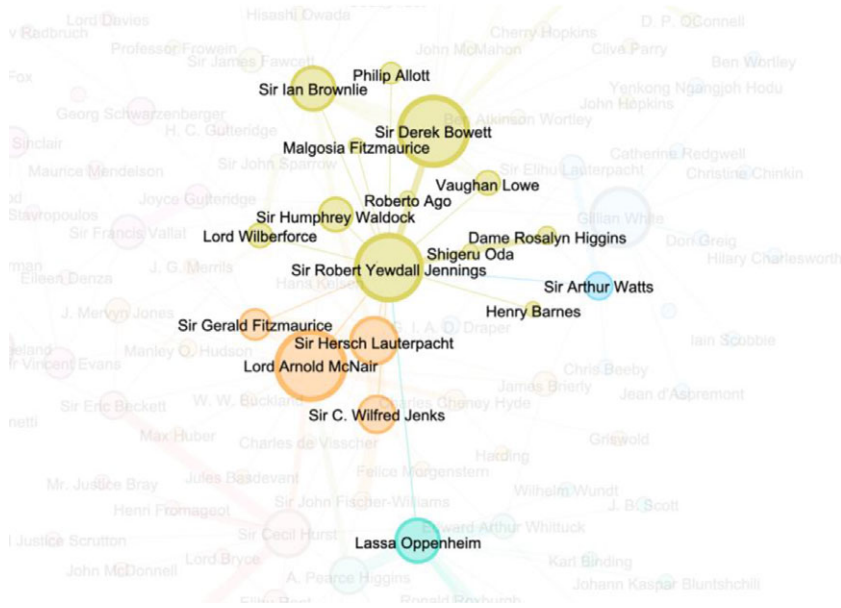 Hisashi Owada
Lord Davies
Cherry Hopkins
D. P. OConnell
Professor Frowein
John McMahon
Clive Parry
Ben Wortley
Sir James Fawcett
Philip Allott
Fox
Sir Ian Brownlie
Yenkong Ngangjoh Hodu
John Hopkins
Georg Schwarzenberger
Ben Atkinson Wortley
H. C. Gutteridge
Sir Derek Bowett
Sinclair
Malgosia Fitzmaurice
Catherine Redgwell
Sir John Sparrow
Sir Elihu Lauterpacht
Maurice Mendelson
Christine Chinkin
Vaughan Lowe
Joyce Gutteridge
Roberto Ago
Stavropoulos
Sir Humphrey Waldock
Gillian White
Sir Francis Vallat
Lord Wilberforce
Dame Rosalyn Higgins
Don Greig
Shigeru Oda
Hilary Charlesworth
J. G. Merrils
Sir Robert Yewdall Jennings
Eileen Denza
Hans Kelsen
Sir Arthur Watts
J. Mervyn Jones
Henry Barnes
Sir Gerald Fitzmaurice
G. I. A. D. Draper
Iain Scobbie
Sir Hersch Lauterpacht
Manley O. Hudson
Vincent Evans
Lord Arnold McNair
Chris Beeby
James Brierly
Jean d'Aspremont
W. W. Buckland
Charles Cheney Hyde
Sir Eric Beckett
Sir C. Wilfred Jenks
Max Huber
Charles de Visscher
Griswold
Harding
Felice Morgenstern
Jules Basdevant
Mr. Justice Bray
Wilhelm Wundt
Sir John Fischer-Williams
J. B. Scott
Henri Fromageot
Edward Arthur Whittuck
Justice Scrutton
Sir Cecil Hurst
Lassa Oppenheim
Lord Bryce
Karl Binding
John McDonnell
A. Pearce Higgins
Johann Kaspar Bluntshchili
Ronald Roxburgh